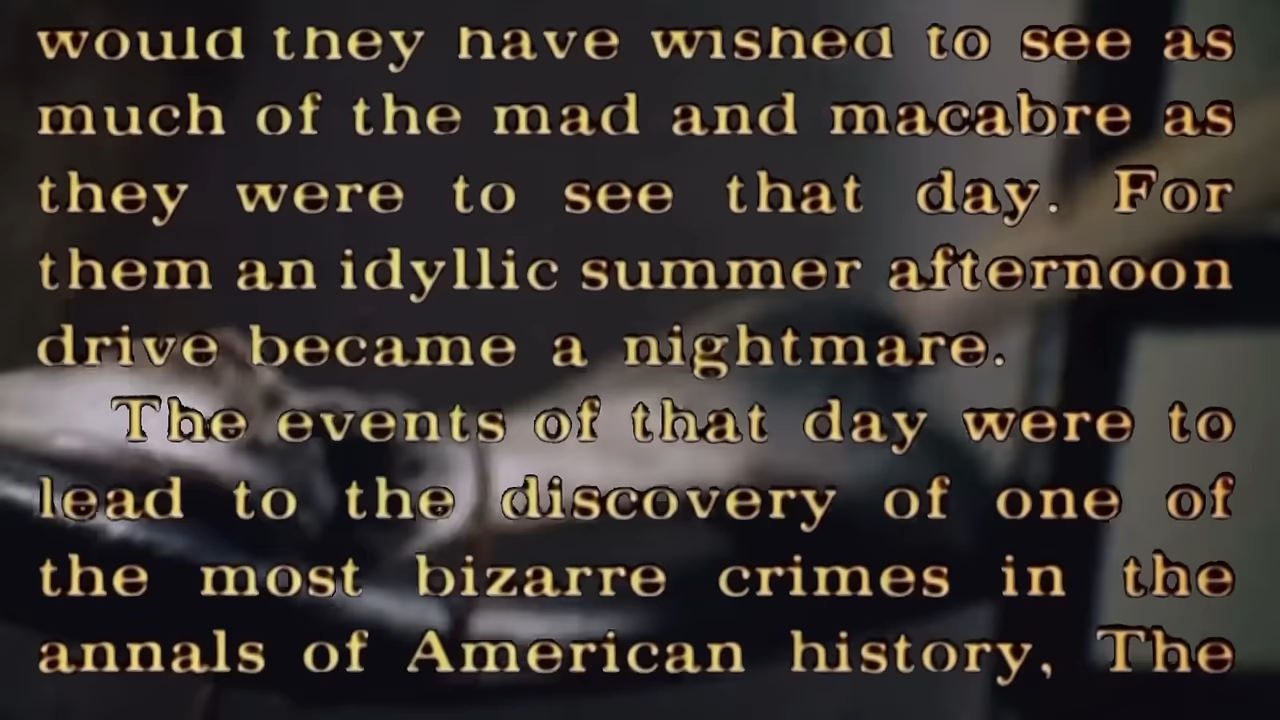 would they have wished to see as
much of the mad and macabre as
they were to see that day. For
them an idyllic summer afternoon
drive became a nightmare.
The events of that day were to
lead to the discovery of one of
the most bizarre crimes in the
annals of American history, The